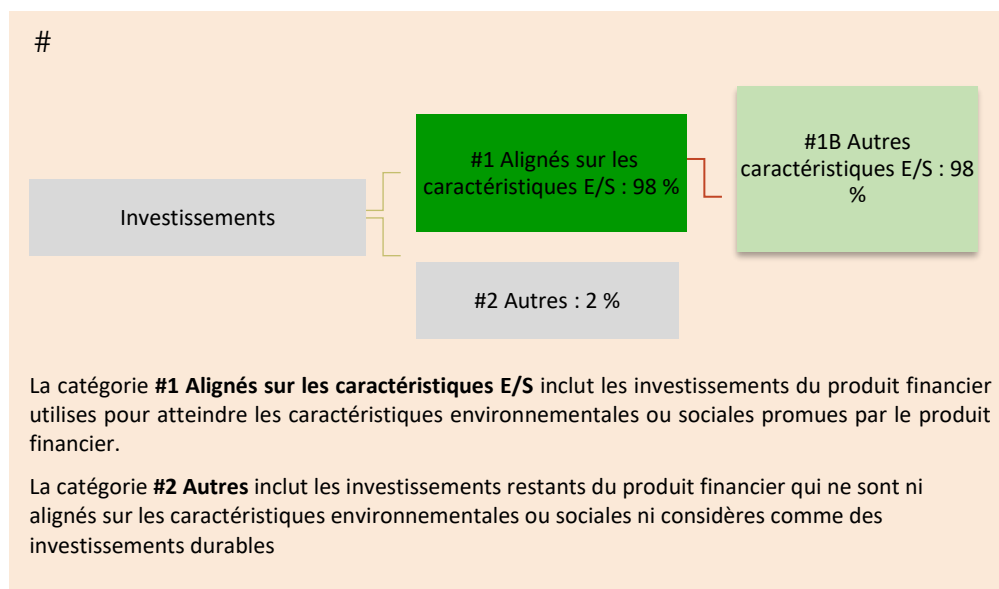 #
#1 Alignés sur les
caractéristiques E/S : 98 %
#1B Autres
caractéristiques E/S : 98
%
Investissements
#2 Autres : 2 %
La catégorie #1 Alignés sur les caractéristiques E/S inclut les investissements du produit financier
utilises pour atteindre les caractéristiques environnementales ou sociales promues par le produit
financier.
La catégorie #2 Autres inclut les investissements restants du produit financier qui ne sont ni
alignés sur les caractéristiques environnementales ou sociales ni considères comme des
investissements durables